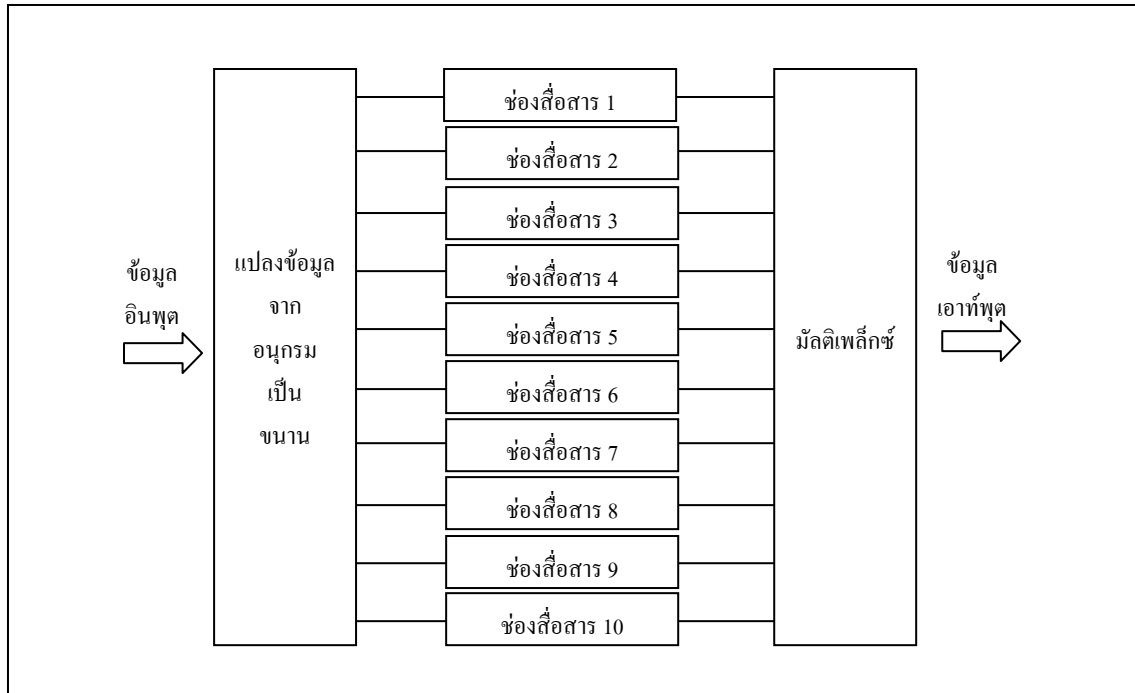 ข้อมูล
อินพุต
แปลงข้อมูล
จาก
อนุกรม
เป็น
ขนาน
ช่องสื่อสาร 1
ช่องสื่อสาร 2
ช่องสื่อสาร 3
ช่องสื่อสาร 4
ช่องสื่อสาร 5
ช่องสื่อสาร 6
ช่องสื่อสาร 7
ช่องสื่อสาร 8
ช่องสื่อสาร 9
ช่องสื่อสาร 10
มัลติเพล็กซ์
ข้อมูล
เอาท์พุต